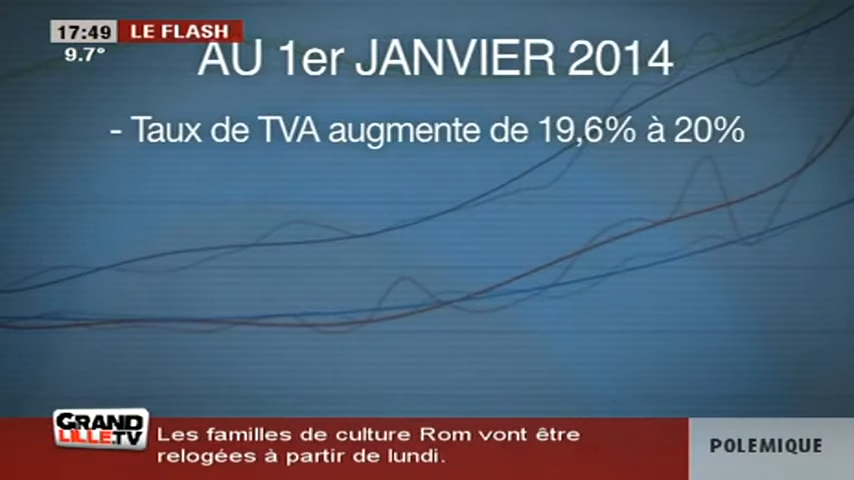 17:49 LE FLASH
9.7°
AU 1er JANVIER 2014
- Taux de TVA augmente de 19,6% à 20%
GRAND
LILLE.TV
Les familles de culture Rom vont être
relogées à partir de lundi.
POLEMIQUE